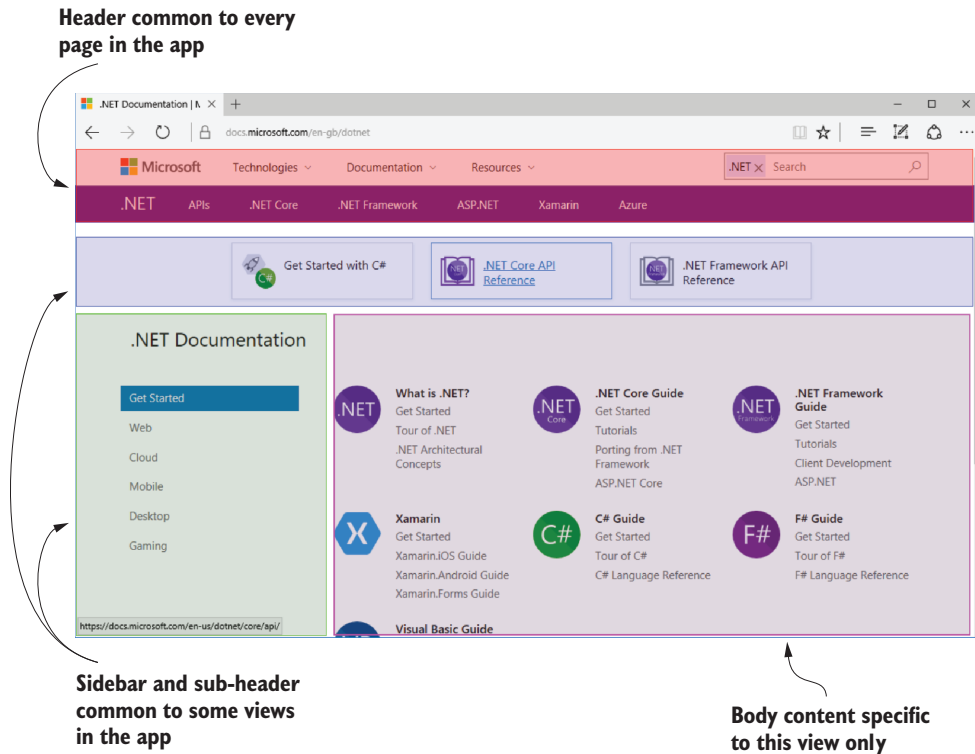 Header common to every
page in the app
.NET Documentation | M
docs.microsoft.com/en-gb/dotnet
Microsoft Technologies Documentation Resources .NET Search
.NET APIs .NET Core .NET Framework ASP.NET Xamarin Azure
Get Started with C#
.NET Core API
Reference
.NET Framework API
Reference
.NET Documentation
Get Started
Web
Cloud
Mobile
Desktop
Gaming
.NET
What is .NET?
Get Started
Tour of .NET
.NET Architectural
Concepts
.NET
Core
.NET Core Guide
Get Started
Tutorials
Porting from .NET
Framework
ASP.NET Core
.NET
Framework
.NET Framework
Guide
Get Started
Tutorials
Client Development
ASP.NET
X
Xamarin
Get Started
Xamarin.iOS Guide
Xamarin.Android Guide
Xamarin.Forms Guide
C#
C# Guide
Get Started
Tour of C#
C# Language Reference
F#
F# Guide
Get Started
Tour of F#
F# Language Reference
Visual Basic Guide
https://docs.microsoft.com/en-us/dotnet/core/api/
Sidebar and sub-header
common to some views
in the app
Body content specific
to this view only